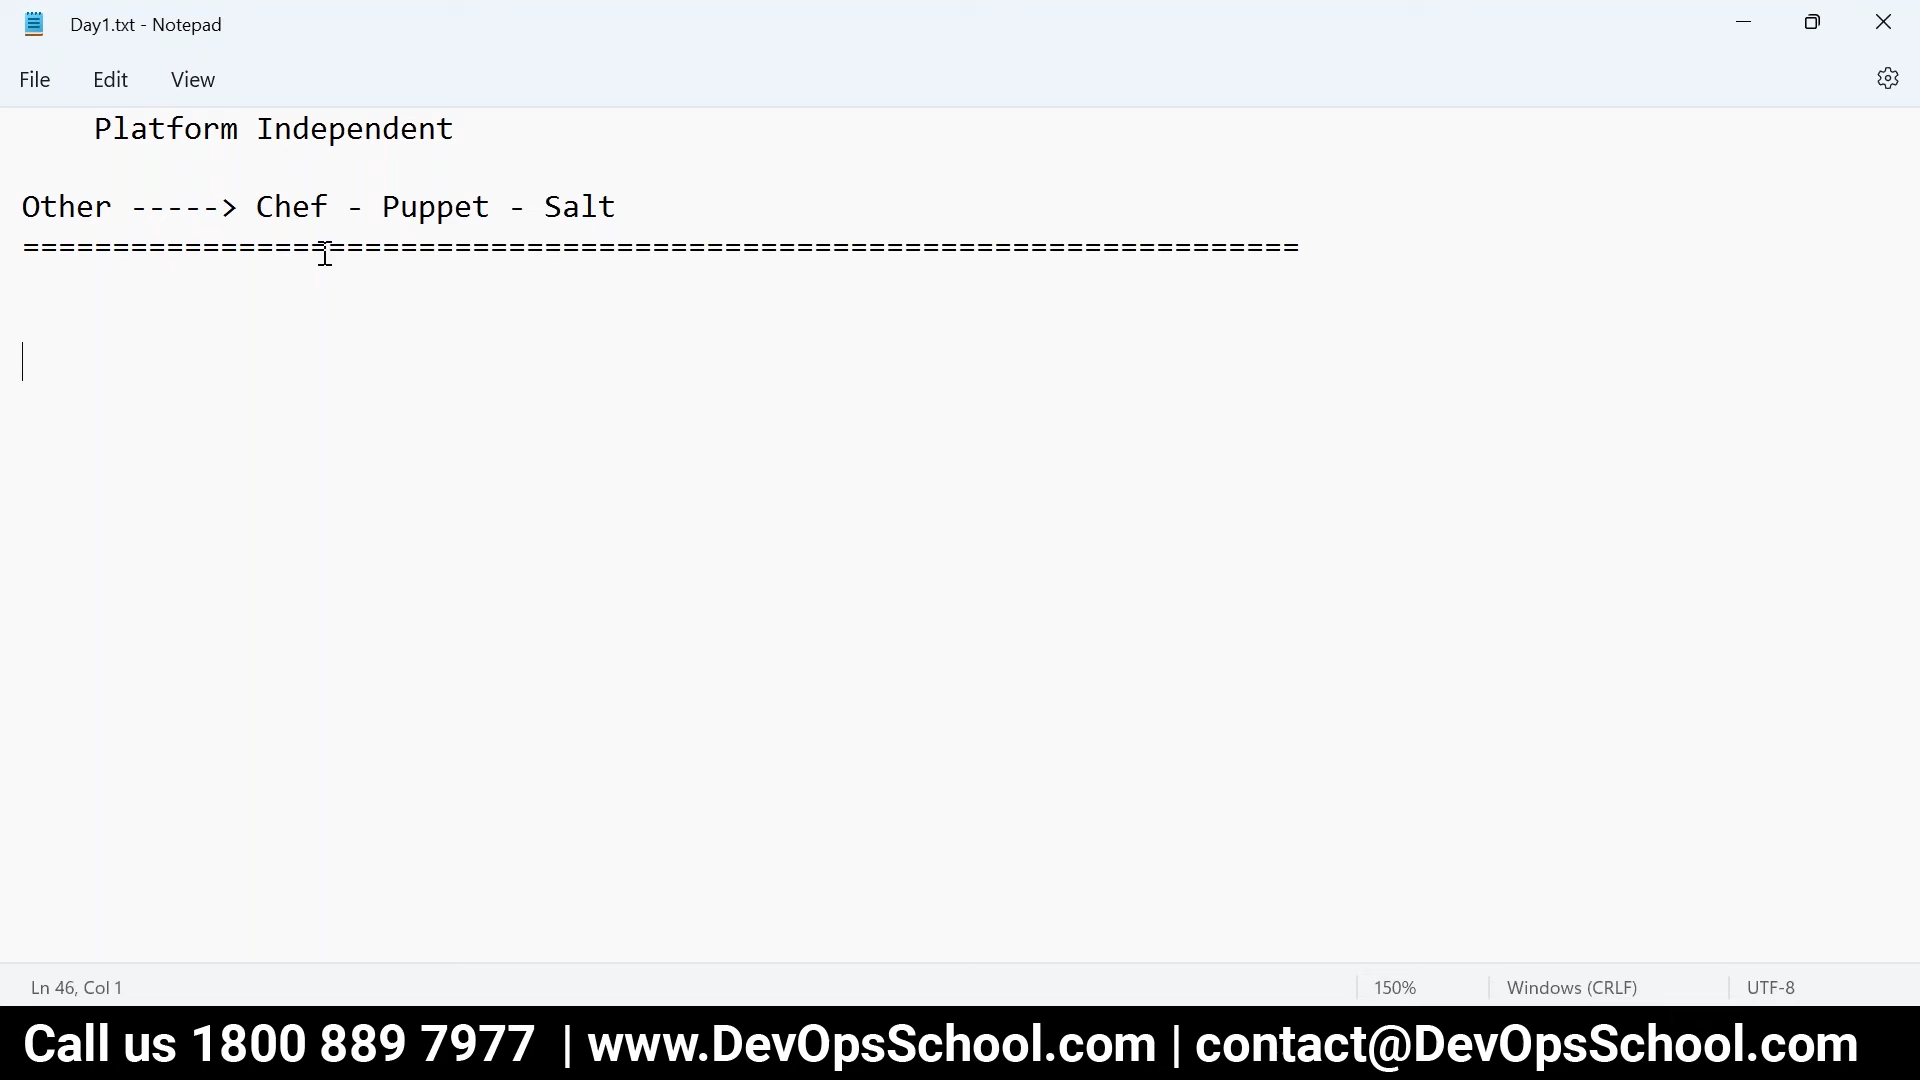 Day1.txt - Notepad
File Edit View
Platform Independent
Other -----> Chef - Puppet - Salt
=======================================================================
Ln 46, Col 1 150% Windows (CRLF) UTF-8
Call us 1800 889 7977 | www.DevOpsSchool.com | contact@DevOpsSchool.com